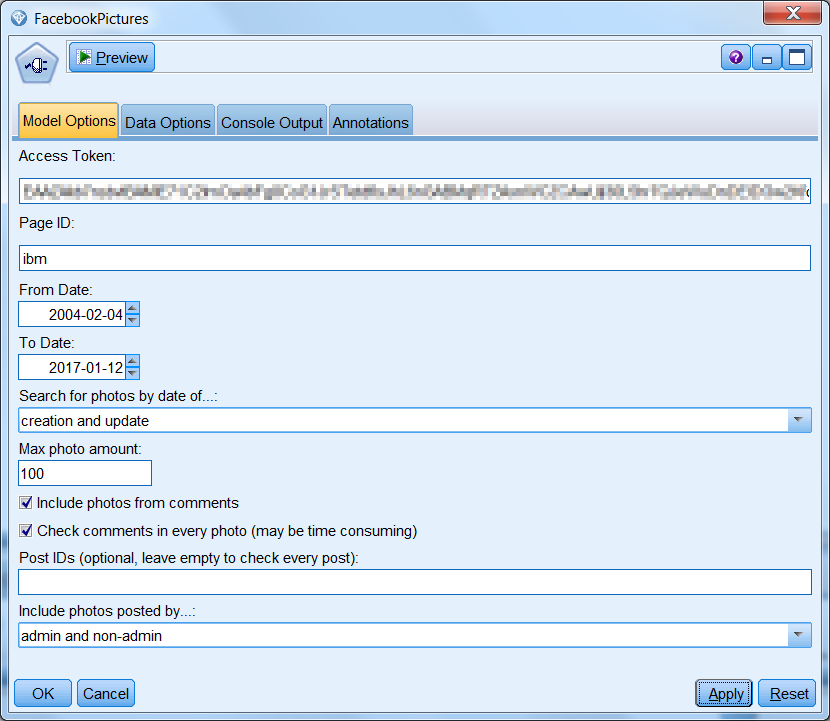 FacebookPictures
Preview
Model Options Data Options Console Output Annotations
Access Token:
Page ID:
ibm
From Date:
2004-02-04
To Date:
2017-01-12
Search for photos by date of...:
creation and update
Max photo amount:
100
Include photos from comments
Check comments in every photo (may be time consuming)
Post IDs (optional, leave empty to check every post):
Include photos posted by...:
admin and non-admin
OK Cancel Apply Reset